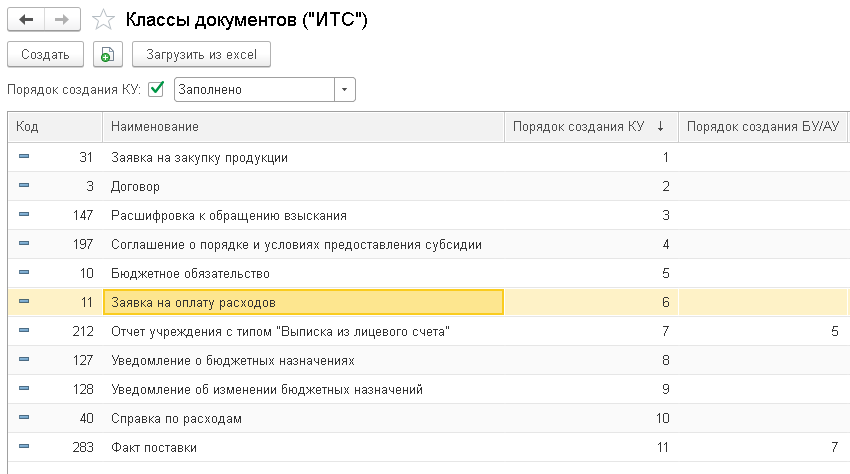 Классы документов ("ИТС")
Создать Загрузить из excel
Порядок создания КУ: Заполнено
Код Наименование Порядок создания КУ ↓ Порядок создания БУ/АУ
31 Заявка на закупку продукции 1
3 Договор 2
147 Расшифровка к обращению взыскания 3
197 Соглашение о порядке и условиях предоставления субсидии 4
10 Бюджетное обязательство 5
11 Заявка на оплату расходов 6
212 Отчет учреждения с типом "Выписка из лицевого счета" 7 5
127 Уведомление о бюджетных назначениях 8
128 Уведомление об изменении бюджетных назначений 9
40 Справка по расходам 10
283 Факт поставки 11 7